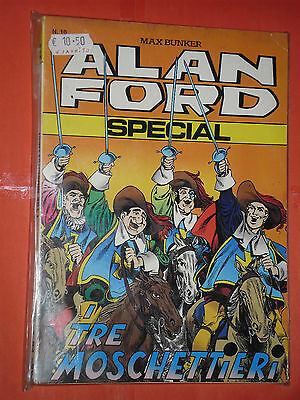 N. 10
€ 10.50
MAX BUNKER
ALAN
FORD
SPECIAL
I
TRE
MOSCHETTIERI